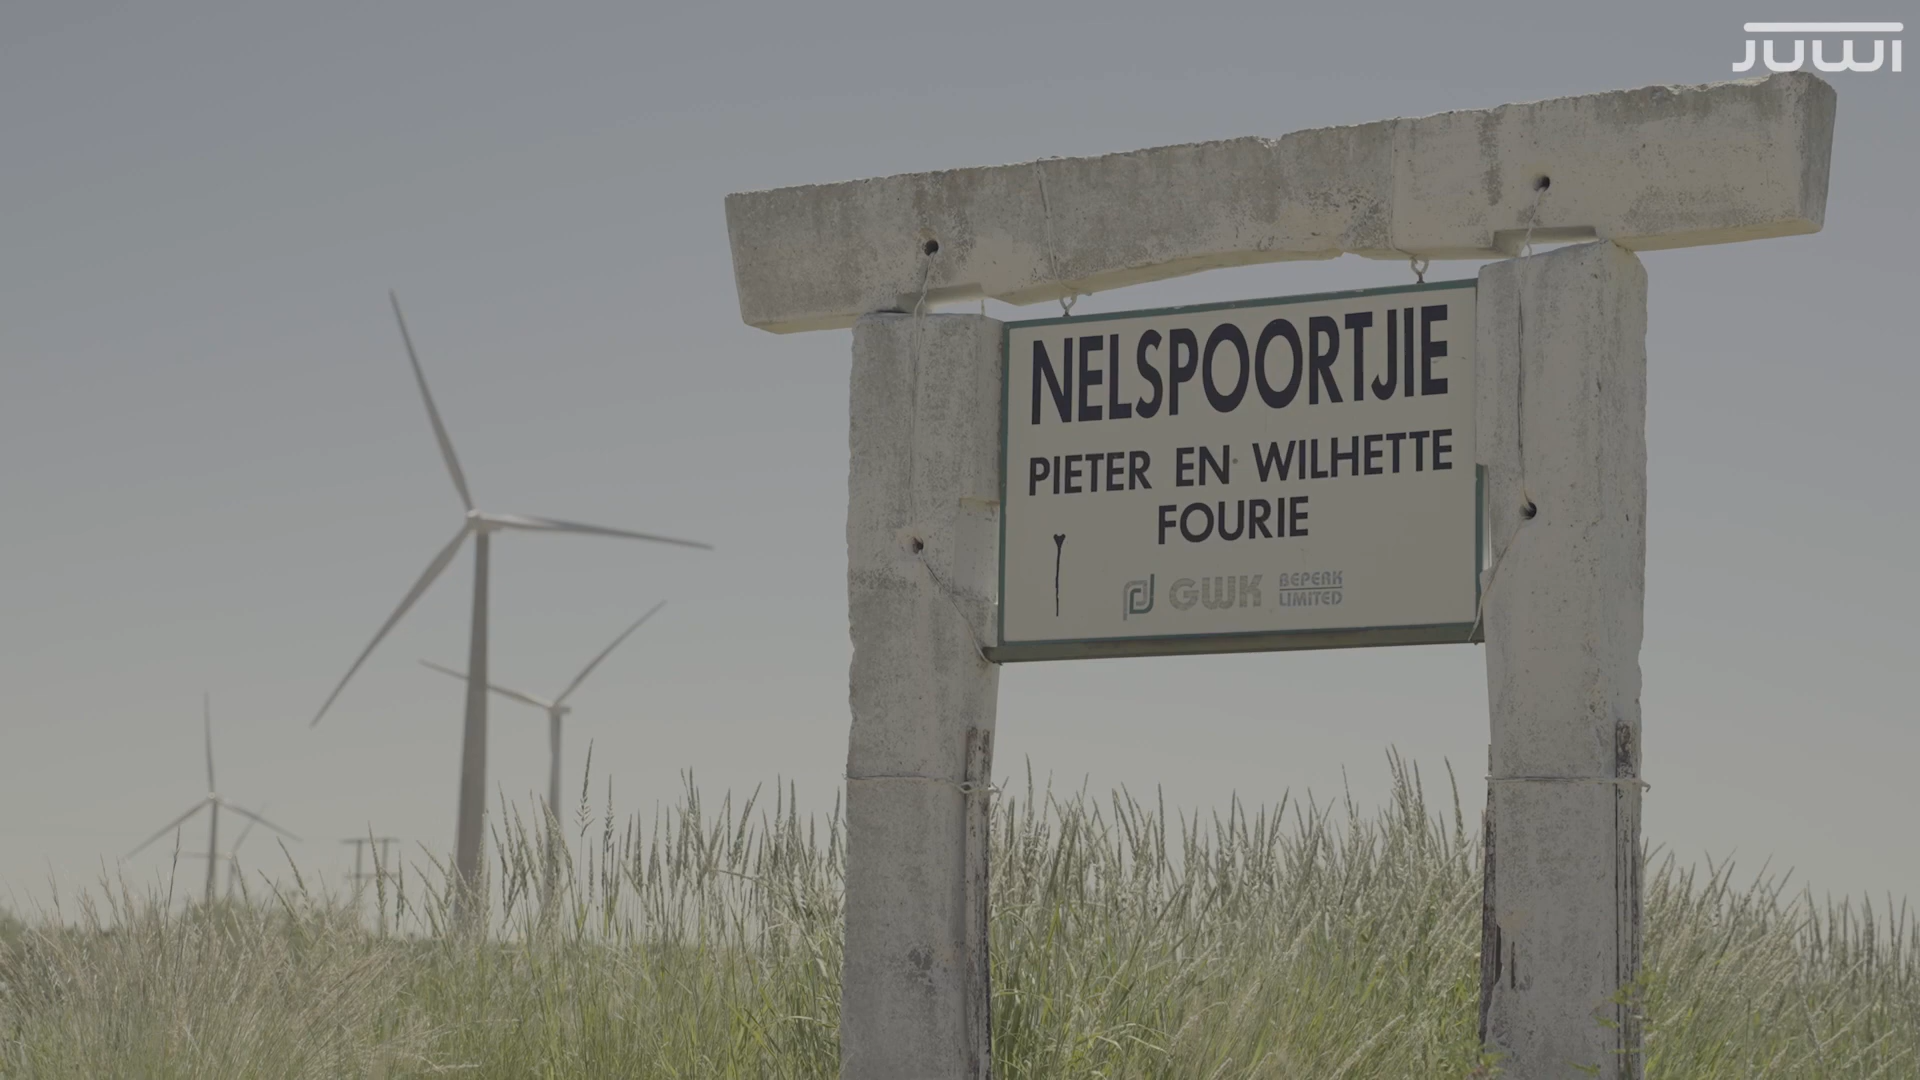 JUWI
NELSPOORTJIE
PIETER EN WILHETTE
FOURIE
GWK BEPERK
LIMITED